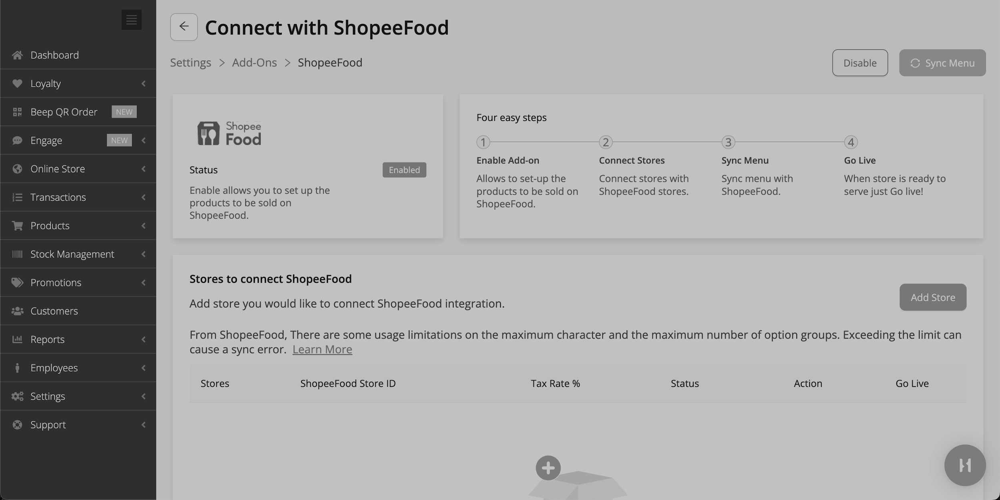 Connect with ShopeeFood
Settings > Add-Ons > ShopeeFood
Disable
Sync Menu
Dashboard
Loyalty
Beep QR Order NEW
Engage NEW
Online Store
Transactions
Products
Stock Management
Promotions
Customers
Reports
Employees
Settings
Support
Shopee
Food
Status
Enabled
Enable allows you to set up the
products to be sold on
ShopeeFood.
Four easy steps
1
Enable Add-on
Allows to set-up the
products to be sold on
ShopeeFood.
2
Connect Stores
Connect stores with
ShopeeFood stores.
3
Sync Menu
Sync menu with
ShopeeFood.
4
Go Live
When store is ready to
serve just Go live!
Stores to connect ShopeeFood
Add store you would like to connect ShopeeFood integration.
Add Store
From ShopeeFood, There are some usage limitations on the maximum character and the maximum number of option groups. Exceeding the limit can
cause a sync error. Learn More
Stores ShopeeFood Store ID Tax Rate % Status Action Go Live